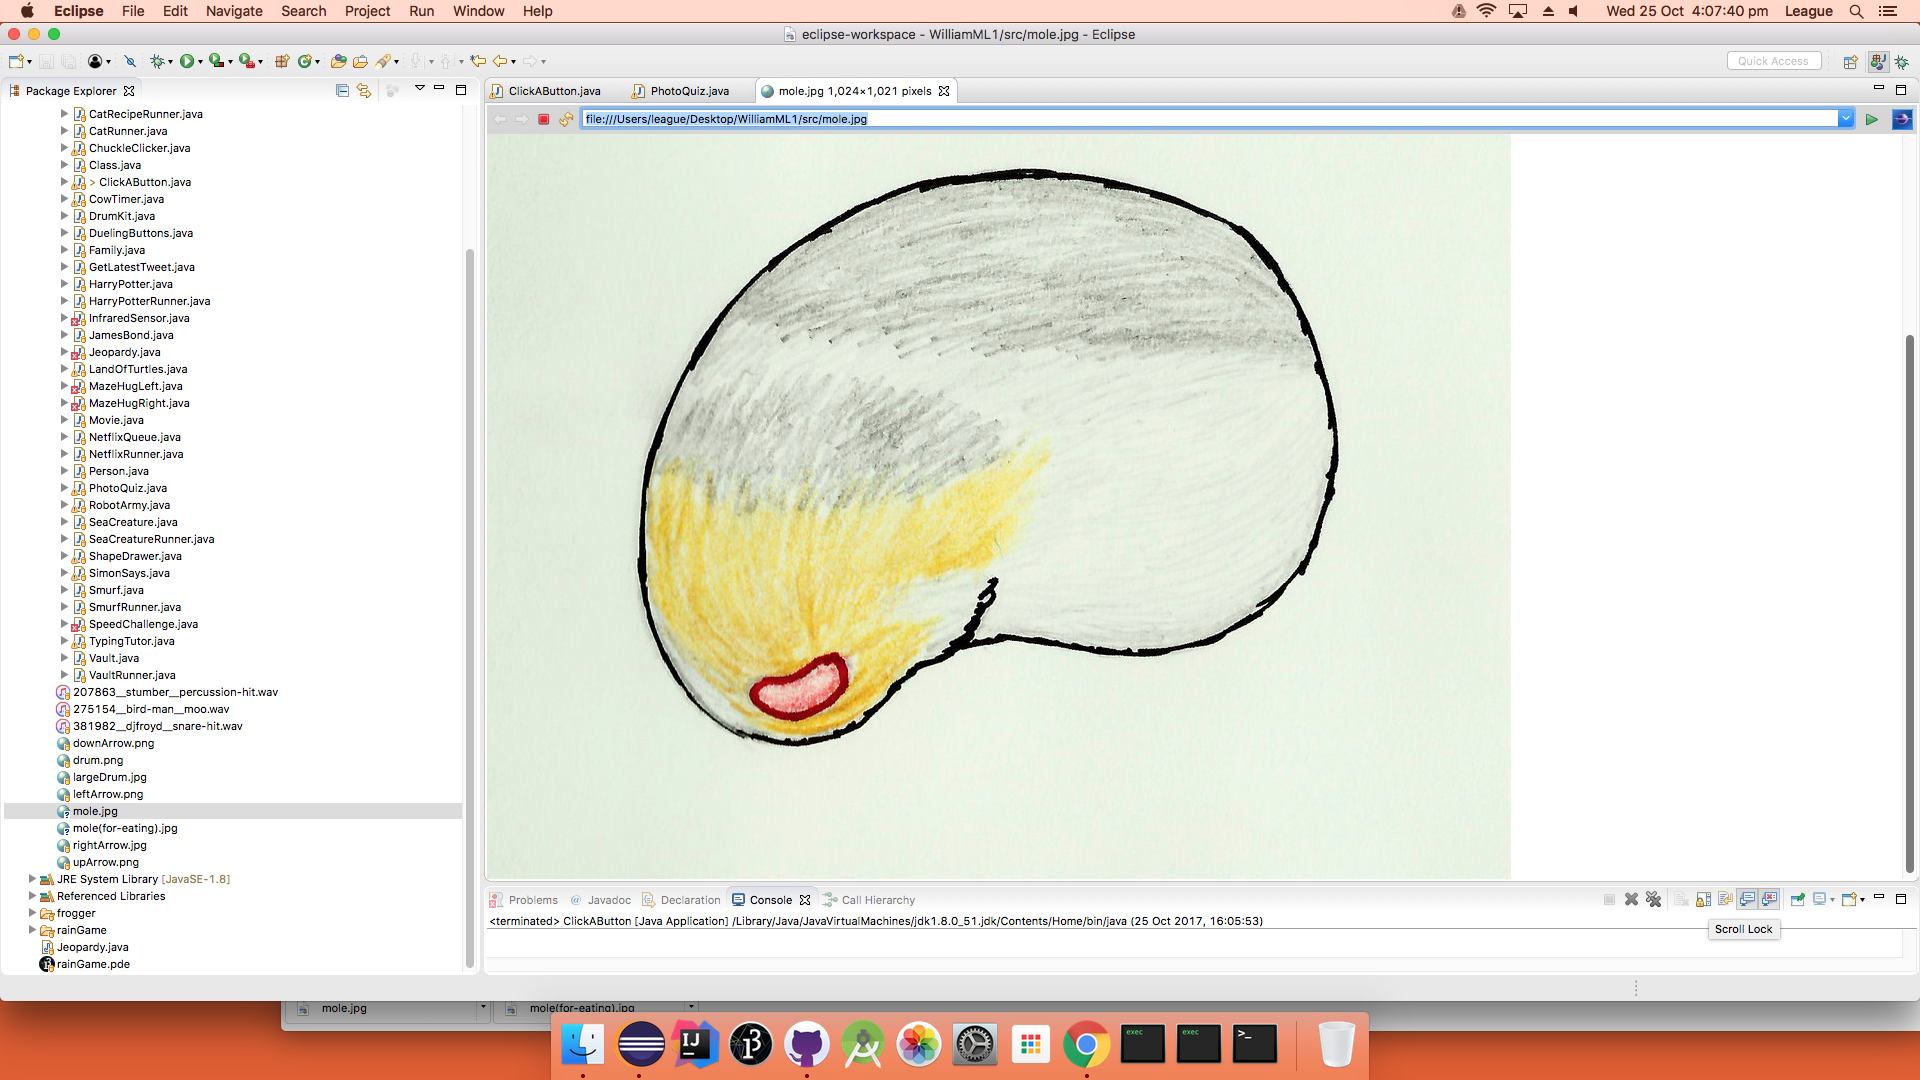 Eclipse File Edit Navigate Search Project Run Window Help Wed 25 Oct 4:07:40 pm League
eclipse-workspace - WilliamML1/src/mole.jpg - Eclipse
Quick Access
Package Explorer
CatRecipeRunner.java
CatRunner.java
ChuckleClicker.java
Class.java
> ClickAButton.java
CowTimer.java
DrumKit.java
DuelingButtons.java
Family.java
GetLatestTweet.java
HarryPotter.java
HarryPotterRunner.java
InfraredSensor.java
JamesBond.java
Jeopardy.java
LandOfTurtles.java
MazeHugLeft.java
MazeHugRight.java
Movie.java
NetflixQueue.java
NetflixRunner.java
Person.java
PhotoQuiz.java
RobotArmy.java
SeaCreature.java
SeaCreatureRunner.java
ShapeDrawer.java
SimonSays.java
Smurf.java
SmurfRunner.java
SpeedChallenge.java
TypingTutor.java
Vault.java
VaultRunner.java
207863__stumber__percussion-hit.wav
275154__bird-man__moo.wav
381982__djfroyd__snare-hit.wav
downArrow.png
drum.png
largeDrum.jpg
leftArrow.png
mole.jpg
mole(for-eating).jpg
rightArrow.jpg
upArrow.png
JRE System Library [JavaSE-1.8]
Referenced Libraries
frogger
rainGame
Jeopardy.java
rainGame.pde
ClickAButton.java PhotoQuiz.java mole.jpg 1,024×1,021 pixels
file:///Users/league/Desktop/WilliamML1/src/mole.jpg
Problems @ Javadoc Declaration Console Call Hierarchy
<terminated> ClickAButton [Java Application] /Library/Java/JavaVirtualMachines/jdk1.8.0_51.jdk/Contents/Home/bin/java (25 Oct 2017, 16:05:53)
Scroll Lock
mole.jpg mole(for-eating).jpg
IJ
exec exec >_